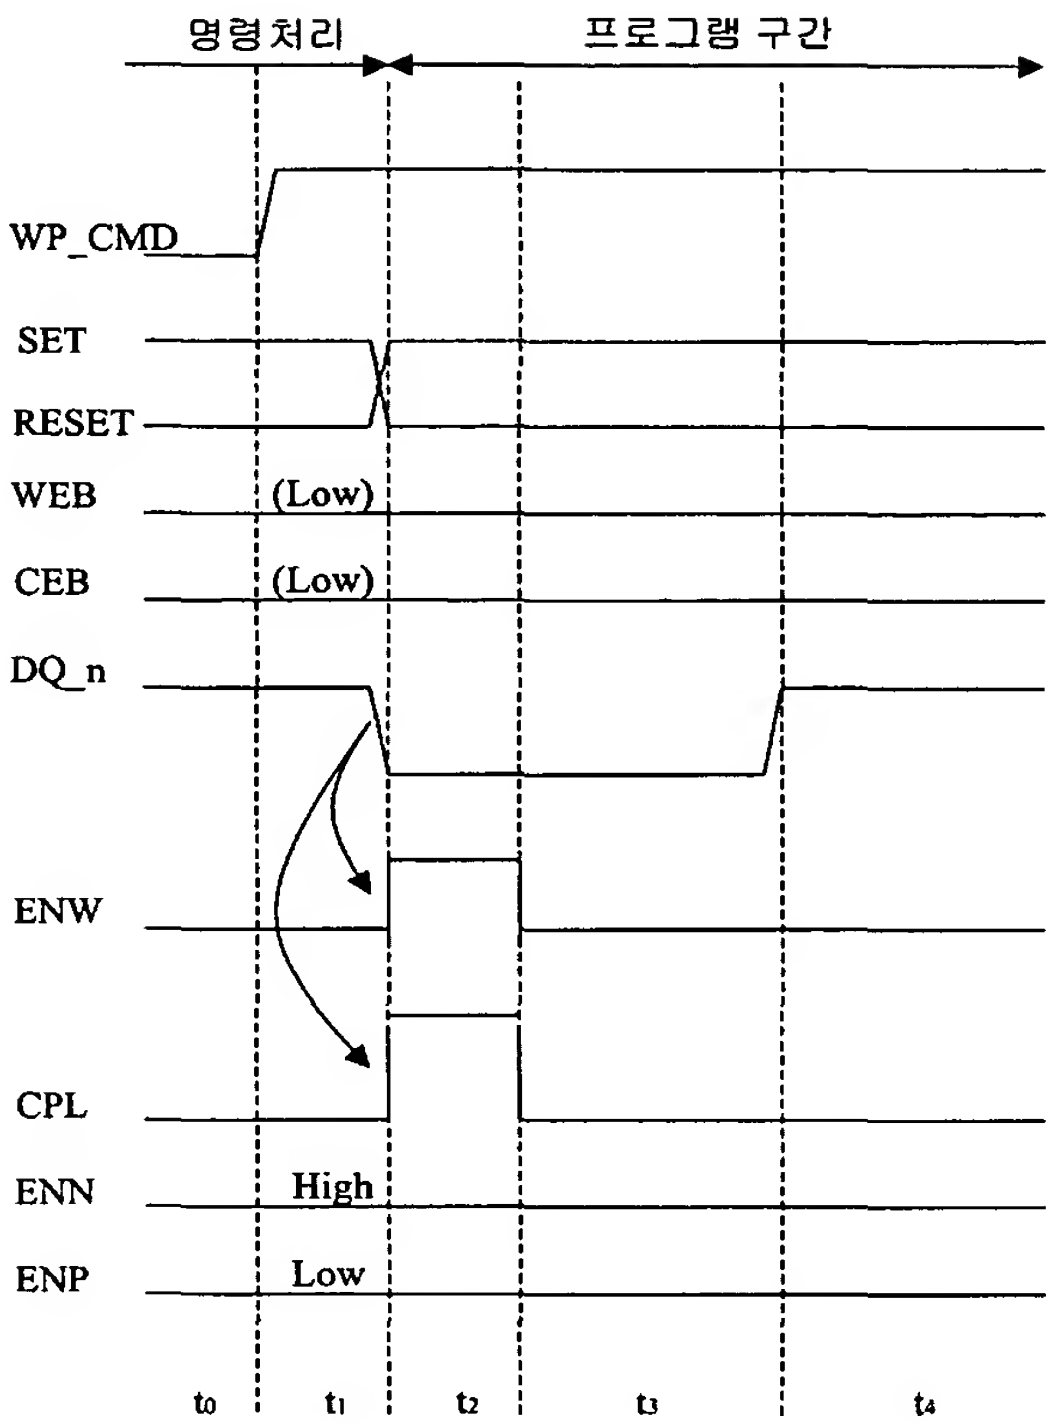 명령처리 프로그램 구간
WP_CMD
SET
RESET
WEB (Low)
CEB (Low)
DQ_n
ENW
CPL
ENN High
ENP Low
t0 t1 t2 t3 t4